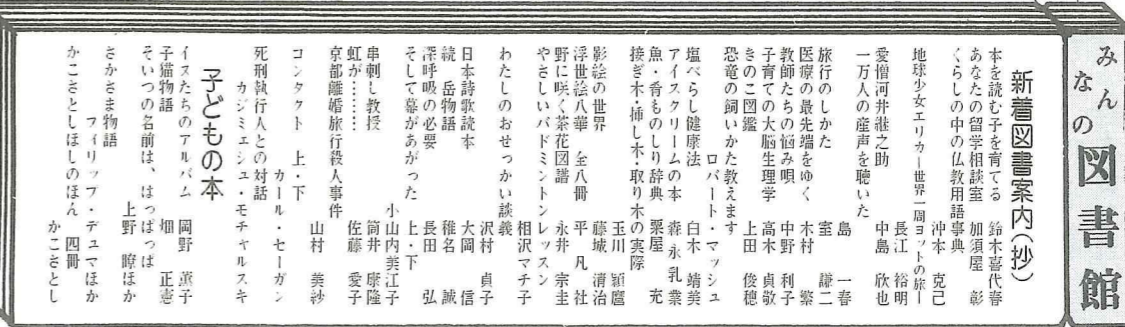 みんなの図書館
新着図書案内(抄)
本を読む子を育てる　鈴木喜代春
あなたの留学相談室　加須屋　彰
くらしの中の仏教用語事典
沖本　克己
地球少女エリカー世界一周ヨットの旅ー
長江　裕明
愛憎河井継之助　中島　欣也
一万人の産声を聴いた
島　一春
旅行のしかた　室　謙二
医療の最先端をゆく　木村　繁
教師たちの悩み唄　中野　利子
子育ての大脳生理学　高木　貞敬
きのこ図鑑　上田　俊穂
恐竜の飼いかた教えます
ロバート・マッシュ
塩べらし健康法　白木　靖美
アイスクリームの本　森永乳業
魚・肴ものしり辞典　栗屋　充
接ぎ木・挿し木・取り木の実際
玉川　穎麿
影絵の世界　藤城　清治
浮世絵八華　全八冊　平凡社
野に咲く茶花図譜　永井　宗圭
やさしいバドミントンレッスン
相沢マチ子
わたしのおせっかい談義
沢村　貞子
日本詩歌読本　大岡　信
続　岳物語　椎名　誠
深呼吸の必要　長田　弘
そして幕があがった　上・下
小山内美江子
串刺し教授　筒井　康隆
虹が………　佐藤　愛子
京都離婚旅行殺人事件
山村　美紗
コンタクト　上・下
カール・セーガン
死刑執行人との対話
カジミェシュ・モチャルスキ
子どもの本
イヌたちのアルバム　岡野　薫子
子猫物語　畑　正憲
そいつの名前は、はっぱっぱ
上野　瞭ほか
さかさま物語
フィリップ・デュマほか
かこさとしほしのほん　四冊
かこさとし